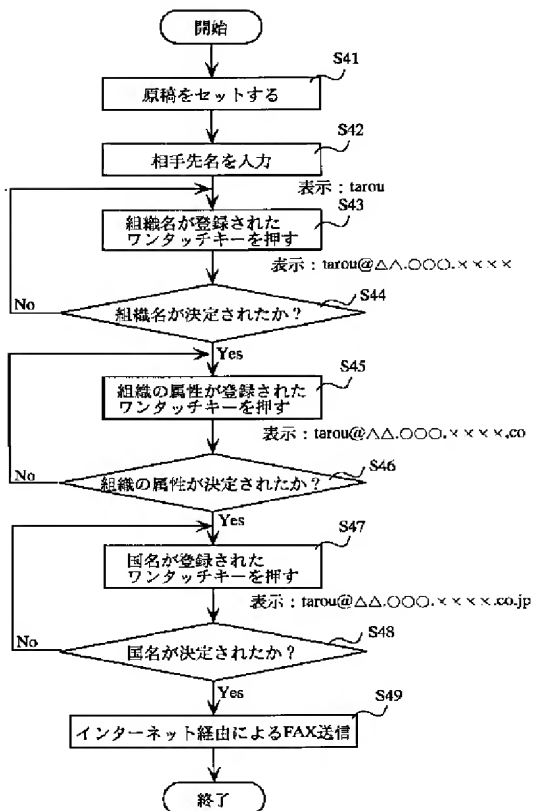 開始
S41
原稿をセットする
S42
相手先名を入力
表示：tarou
S43
組織名が登録された
ワンタッチキーを押す
表示：tarou@△△.○○○.××××
S44
No
組織名が決定されたか？
Yes
S45
組織の属性が登録された
ワンタッチキーを押す
表示：tarou@△△.○○○.××××.co
S46
No
組織の属性が決定されたか？
Yes
S47
国名が登録された
ワンタッチキーを押す
表示：tarou@△△.○○○.××××.co.jp
S48
No
国名が決定されたか？
Yes
S49
インターネット経由によるFAX送信
終了